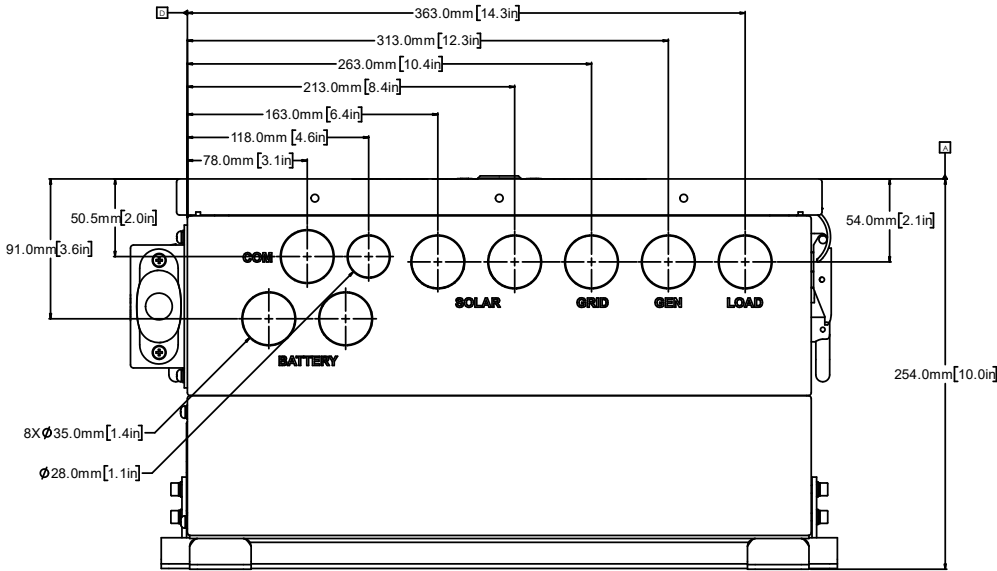 D
363.0mm[14.3in]
313.0mm[12.3in]
263.0mm[10.4in]
213.0mm[8.4in]
163.0mm[6.4in]
118.0mm[4.6in]
78.0mm[3.1in]
A
50.5mm[2.0in]
54.0mm[2.1in]
91.0mm[3.6in]
COM
SOLAR
GRID
GEN
LOAD
BATTERY
254.0mm[10.0in]
8XØ35.0mm[1.4in]
Ø28.0mm[1.1in]